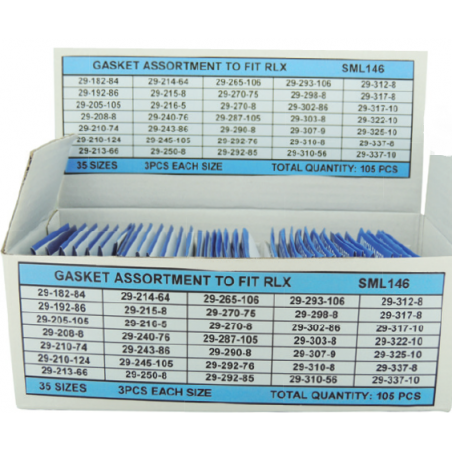 GASKET ASSORTMENT TO FIT RLX SML146
29-182-84 29-214-64 29-265-106 29-293-106 29-312-8
29-192-86 29-215-8 29-270-75 29-298-8 29-317-8
29-205-105 29-216-5 29-270-8 29-302-86 29-317-10
29-208-8 29-240-76 29-287-105 29-303-8 29-322-10
29-210-74 29-243-86 29-290-8 29-307-9 29-325-10
29-210-124 29-245-105 29-292-76 29-310-8 29-337-8
29-213-66 29-250-8 29-292-85 29-310-56 29-337-10
35 SIZES 3PCS EACH SIZE TOTAL QUANTITY: 105 PCS
GASKET ASSORTMENT TO FIT RLX SML146
29-182-84 29-214-64 29-265-106 29-293-106 29-312-8
29-192-86 29-215-8 29-270-75 29-298-8 29-317-8
29-205-106 29-216-5 29-270-8 29-302-86 29-317-10
29-208-8 29-240-76 29-287-105 29-303-8 29-322-10
29-210-74 29-243-86 29-290-8 29-307-9 29-325-10
29-210-124 29-245-105 29-292-76 29-310-8 29-337-8
29-213-66 29-250-8 29-292-85 29-310-56 29-337-10
35 SIZES 3PCS EACH SIZE TOTAL QUANTITY: 105 PCS